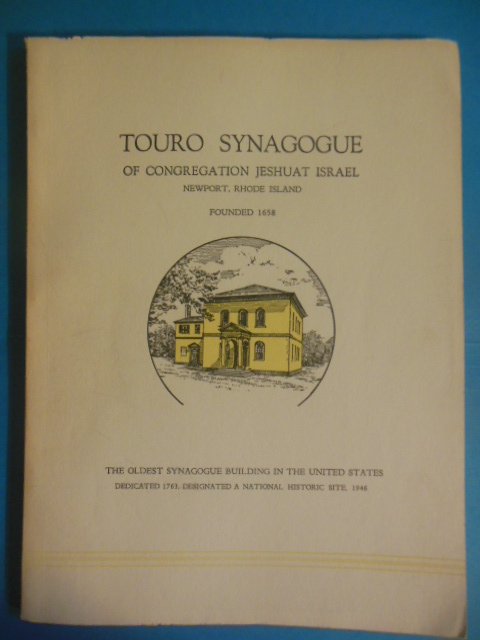 TOURO SYNAGOGUE
OF CONGREGATION JESHUAT ISRAEL
NEWPORT, RHODE ISLAND
FOUNDED 1658
THE OLDEST SYNAGOGUE BUILDING IN THE UNITED STATES
DEDICATED 1763; DESIGNATED A NATIONAL HISTORIC SITE, 1946